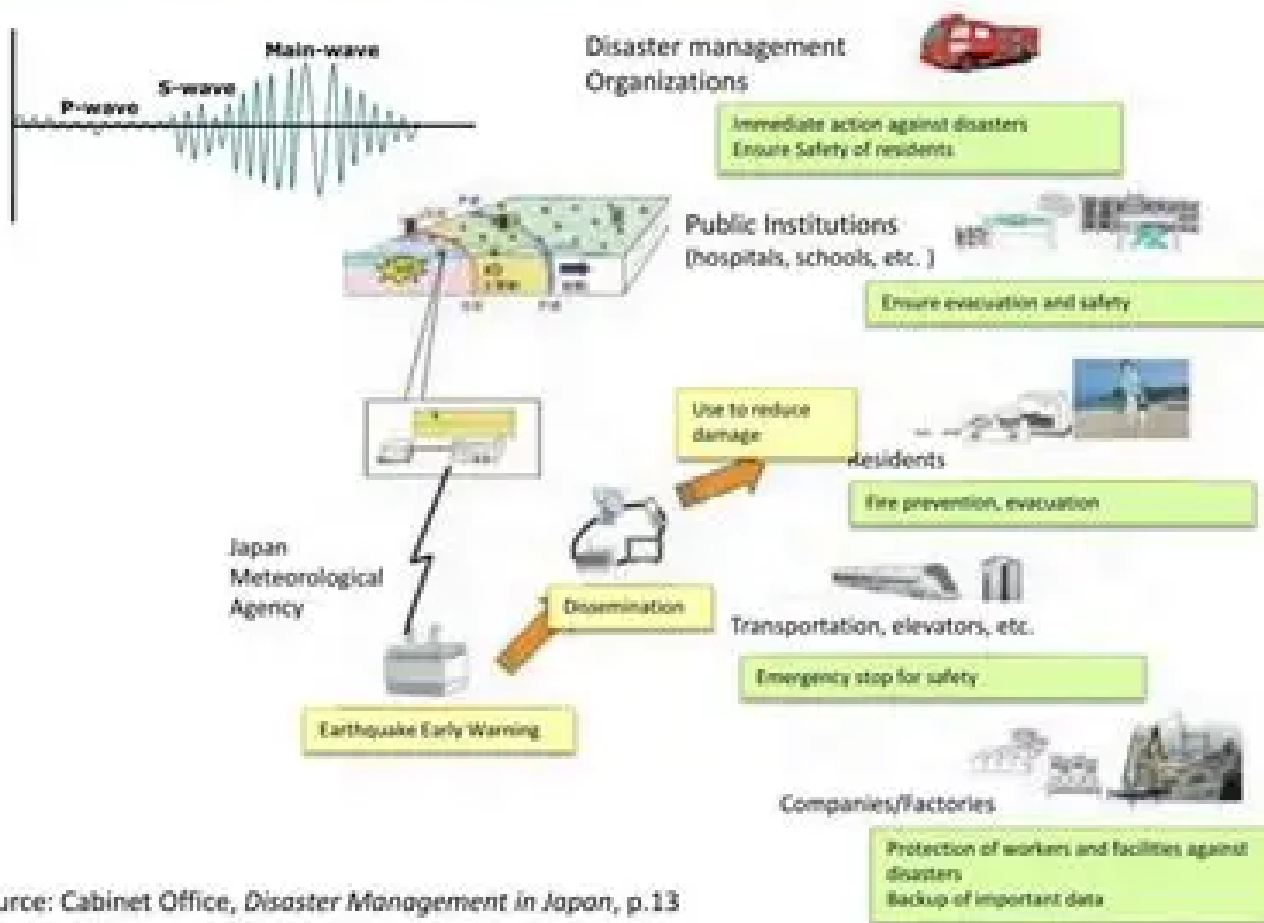 Main-wave
S-wave
P-wave
Disaster management
Organizations
Immediate action against disasters
Ensure Safety of residents
Public Institutions
(hospitals, schools, etc. )
Ensure evacuation and safety
Use to reduce
damage
Residents
Fire prevention, evacuation
Japan
Meteorological
Agency
Dissemination
Transportation, elevators, etc.
Emergency stop for safety
Earthquake Early Warning
Companies/Factories
Protection of workers and facilities against
disasters
Backup of important data
urce: Cabinet Office, Disaster Management in Japan, p.13